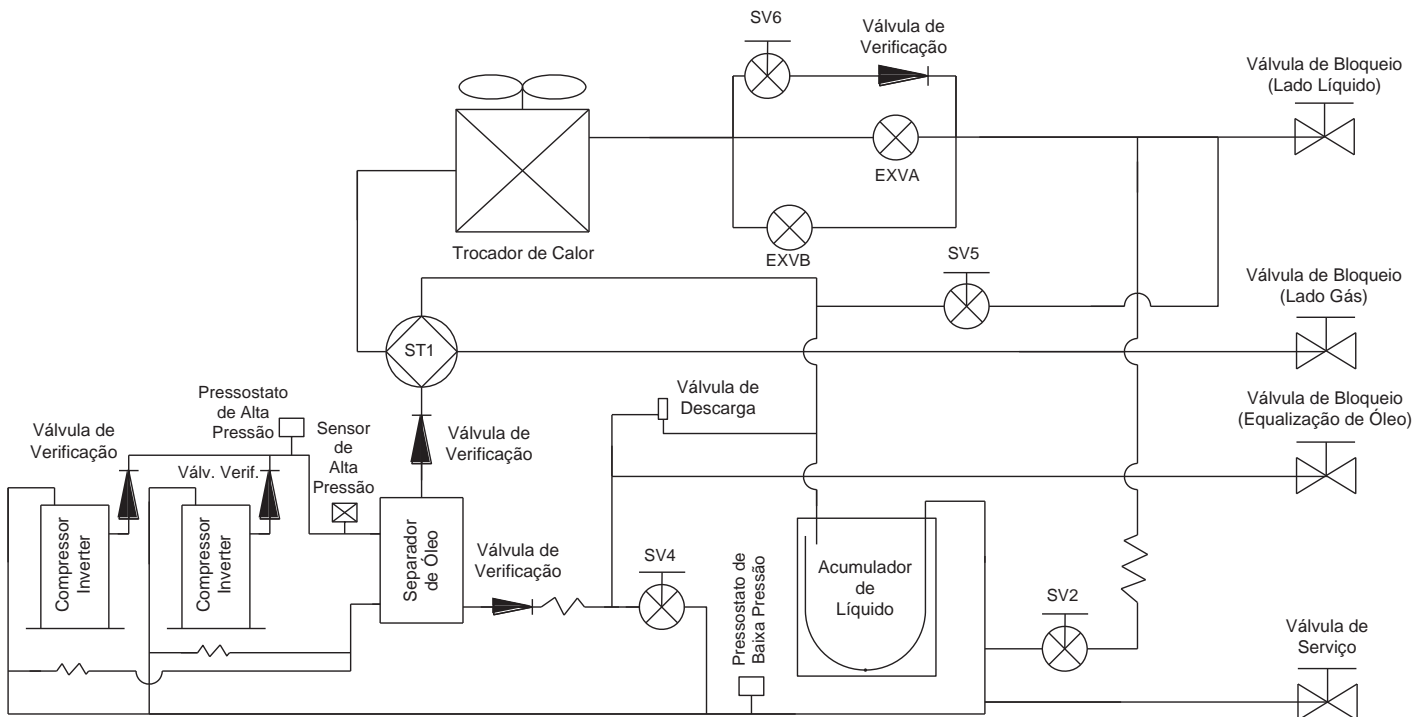 SV6
Válvula de
Verificação
Válvula de Bloqueio
(Lado Líquido)
EXVA
Trocador de Calor
EXVB
SV5
Válvula de Bloqueio
(Lado Gás)
ST1
Pressostato
de Alta
Pressão
Válvula de
Descarga
Válvula de Bloqueio
(Equalização de Óleo)
Válvula de
Verificação
Sensor
de
Alta
Pressão
Válvula de
Verificação
Válv. Verif.
Compressor
Inverter
Compressor
Inverter
Separador
de Óleo
Válvula de
Verificação
SV4
Pressostato de
Baixa Pressão
Acumulador
de
Líquido
SV2
Válvula de
Serviço